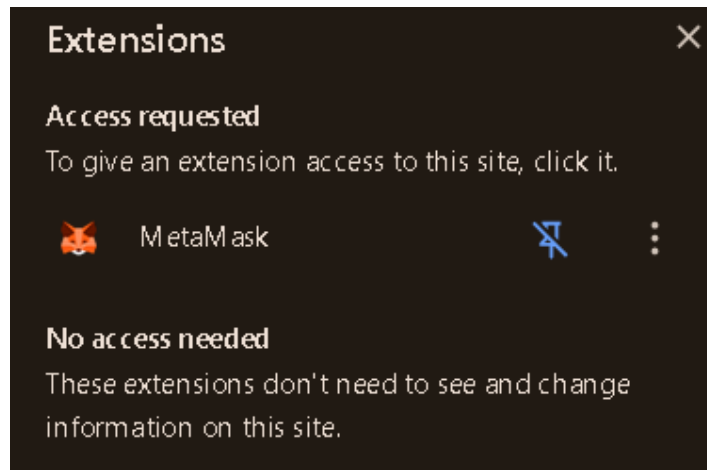 Extensions
Access requested
To give an extension access to this site, click it.
MetaMask
No access needed
These extensions don't need to see and change
information on this site.